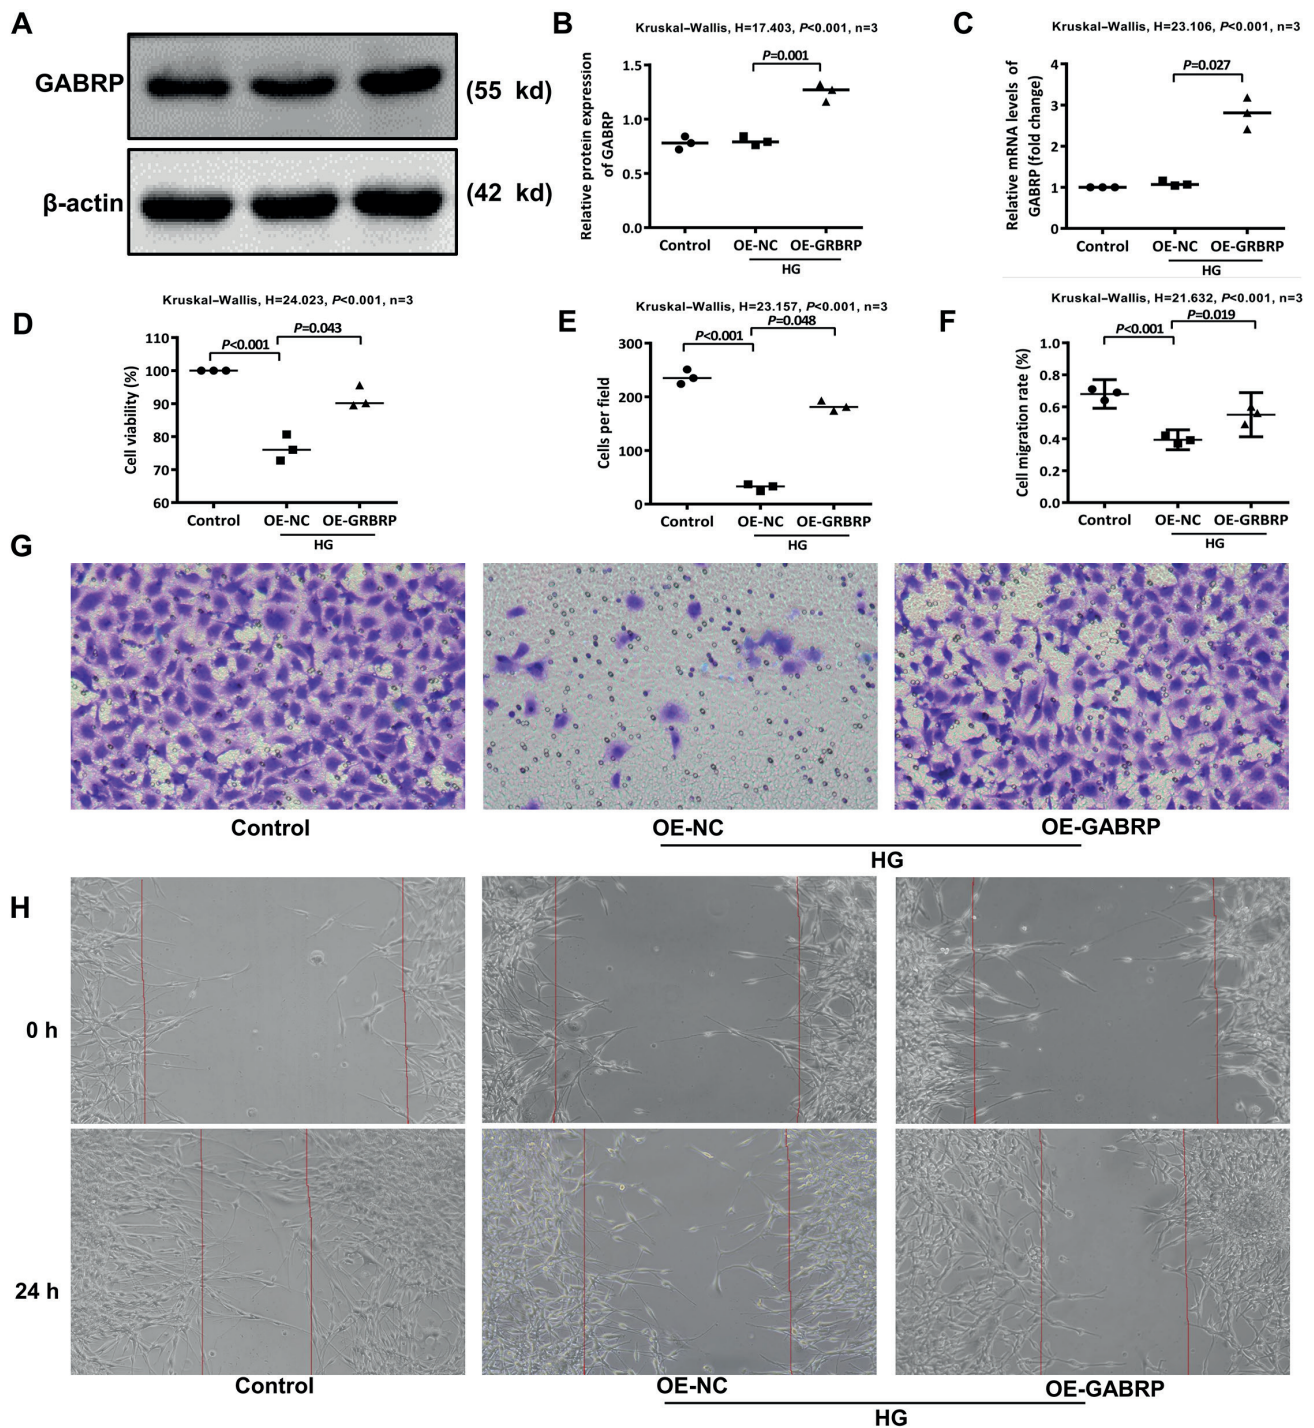 A
GABRP
(55 kd)
β-actin
(42 kd)
B
Kruskal–Wallis, H=17.403, P<0.001, n=3
Relative protein expression
of GABRP
1.5
1.0
0.5
0.0
P=0.001
Control
OE-NC
OE-GRBRP
HG
C
Kruskal–Wallis, H=23.106, P<0.001, n=3
Relative mRNA levels of
GABRP (fold change)
4
3
2
1
0
P=0.027
Control
OE-NC
OE-GRBRP
HG
D
Kruskal–Wallis, H=24.023, P<0.001, n=3
Cell viability (%)
110
100
90
80
70
60
P<0.001
P=0.043
Control
OE-NC
OE-GRBRP
HG
E
Kruskal–Wallis, H=23.157, P<0.001, n=3
Cells per field
300
200
100
0
P<0.001
P=0.048
Control
OE-NC
OE-GRBRP
HG
F
Kruskal–Wallis, H=21.632, P<0.001, n=3
Cell migration rate (%)
1.0
0.8
0.6
0.4
0.2
0.0
P<0.001
P=0.019
Control
OE-NC
OE-GRBRP
HG
G
Control
OE-NC
OE-GABRP
HG
H
0 h
24 h
Control
OE-NC
OE-GABRP
HG